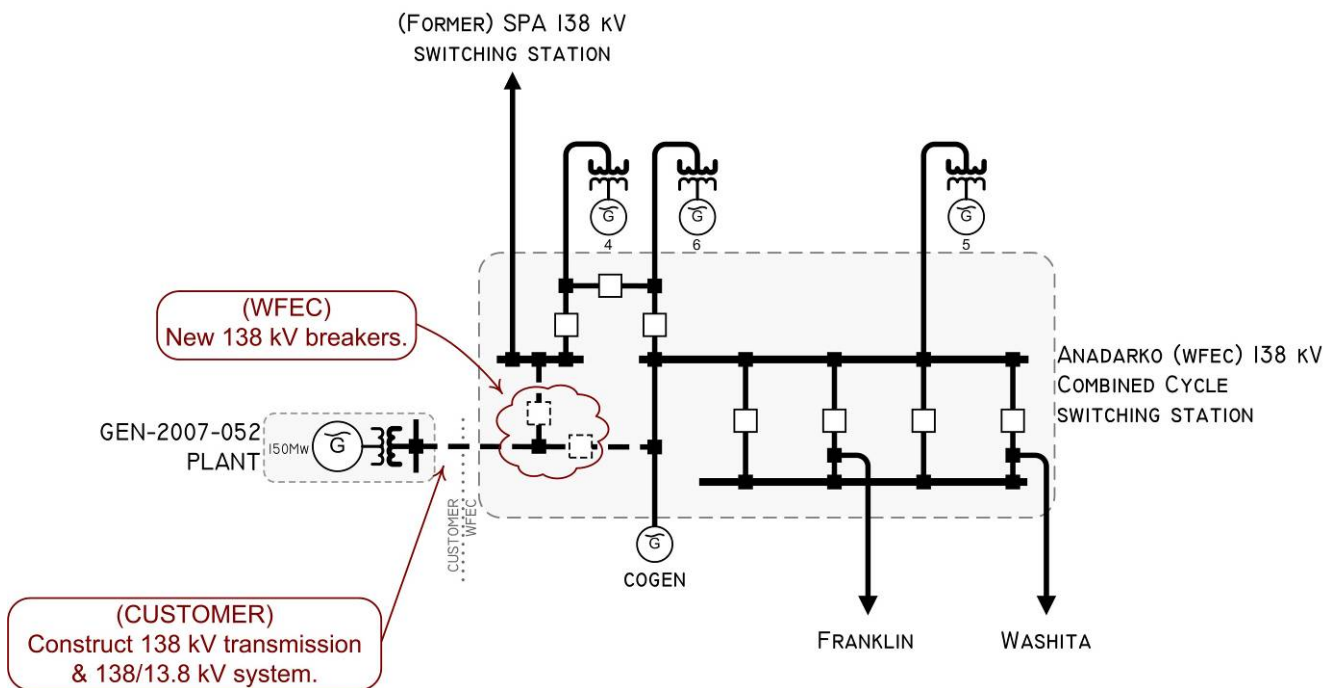 (FORMER) SPA 138 KV
SWITCHING STATION
G
4
G
6
G
5
(WFEC)
New 138 kV breakers.
ANADARKO (WFEC) 138 KV
COMBINED CYCLE
SWITCHING STATION
GEN-2007-052
PLANT
150MW
G
CUSTOMER
WFEC
G
COGEN
(CUSTOMER)
Construct 138 kV transmission
& 138/13.8 kV system.
FRANKLIN
WASHITA